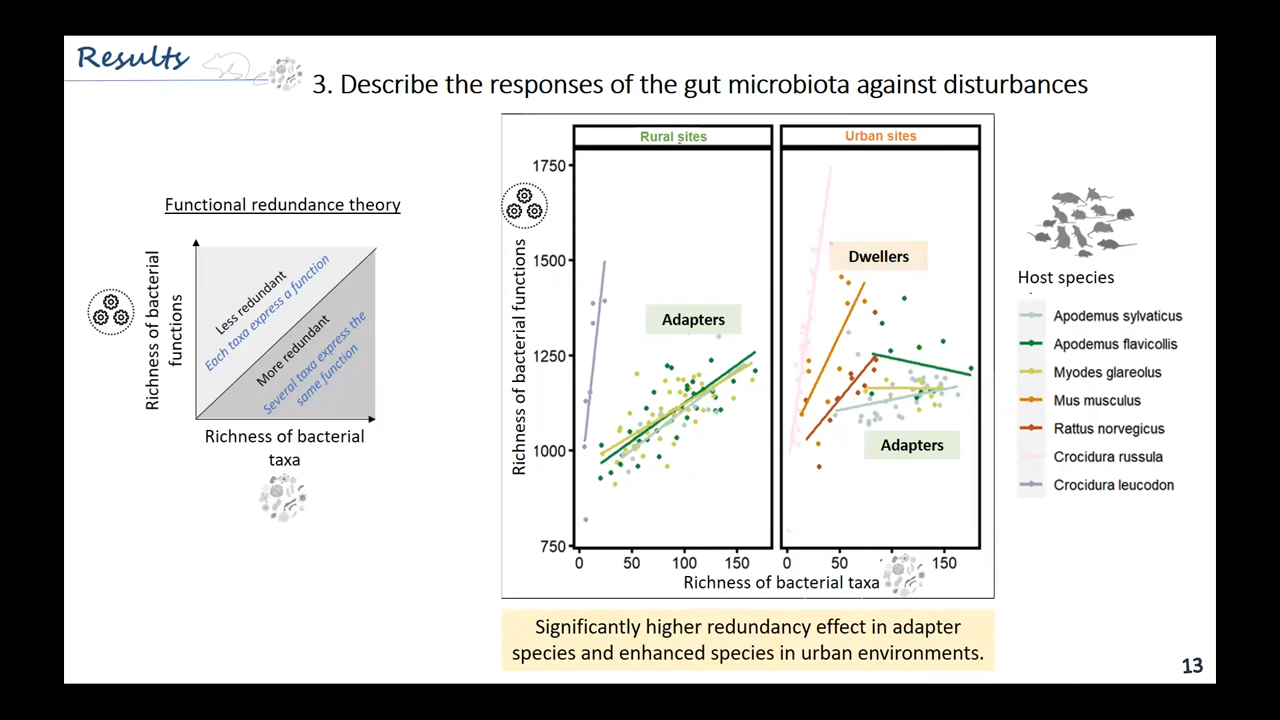 Results
3. Describe the responses of the gut microbiota against disturbances
Functional redundance theory
Richness of bacterial
functions
Less redundant
Each taxa express a function
More redundant
Several taxa express the
same function
Richness of bacterial
taxa
Rural sites
Urban sites
Richness of bacterial functions
1750
1500
1250
1000
750
Adapters
Dwellers
Adapters
0
50
100
150
0
50
150
Richness of bacterial taxa
Host species
Apodemus sylvaticus
Apodemus flavicollis
Myodes glareolus
Mus musculus
Rattus norvegicus
Crocidura russula
Crocidura leucodon
Significantly higher redundancy effect in adapter
species and enhanced species in urban environments.
13